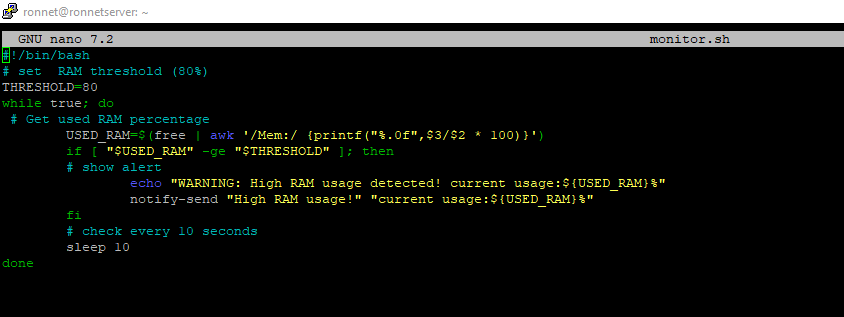 ronnet@ronnetserver: ~
GNU nano 7.2 monitor.sh
#!/bin/bash
# set  RAM threshold (80%)
THRESHOLD=80
while true; do
 # Get used RAM percentage
        USED_RAM=$(free | awk '/Mem:/ {printf("%.0f",$3/$2 * 100)}')
        if [ "$USED_RAM" -ge "$THRESHOLD" ]; then
        # show alert
                echo "WARNING: High RAM usage detected! current usage:${USED_RAM}%"
                notify-send "High RAM usage!" "current usage:${USED_RAM}%"
        fi
        # check every 10 seconds
        sleep 10
done